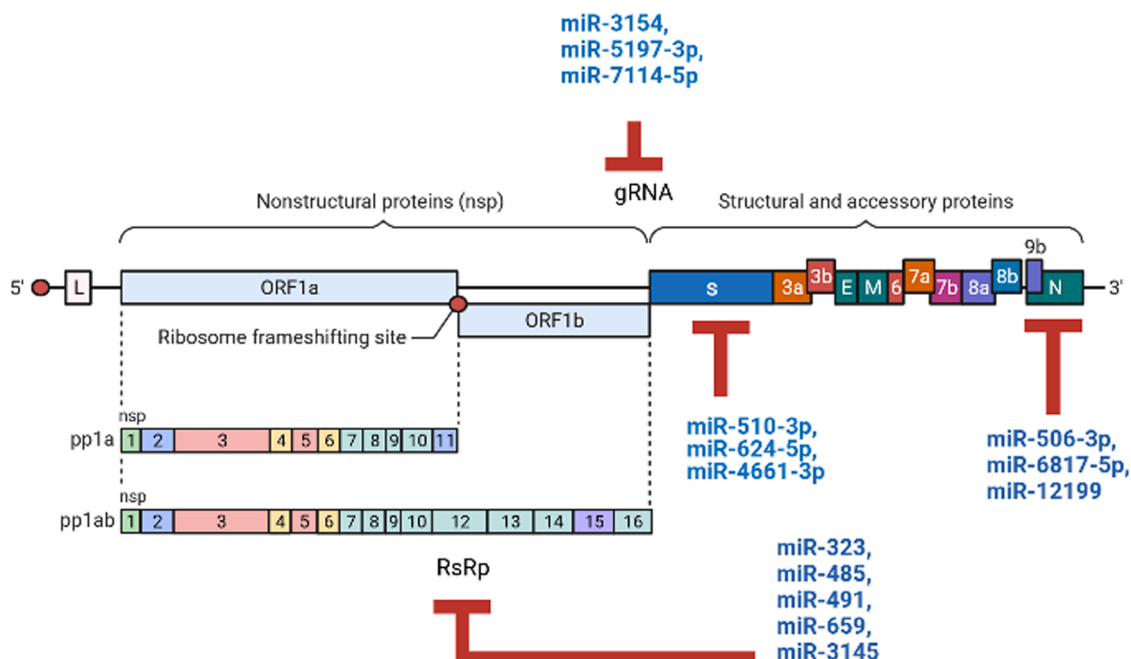 miR-3154,
miR-5197-3p,
miR-7114-5p
gRNA
Nonstructural proteins (nsp)
Structural and accessory proteins
5' L ORF1a S 3a 3b E M 6 7a 7b 8a 8b 9b N 3'
Ribosome frameshifting site
ORF1b
nsp
pp1a 1 2 3 4 5 6 7 8 9 10 11
miR-510-3p,
miR-624-5p,
miR-4661-3p
miR-506-3p,
miR-6817-5p,
miR-12199
nsp
pp1ab 1 2 3 4 5 6 7 8 9 10 12 13 14 15 16
RsRp
miR-323,
miR-485,
miR-491,
miR-659,
miR-3145